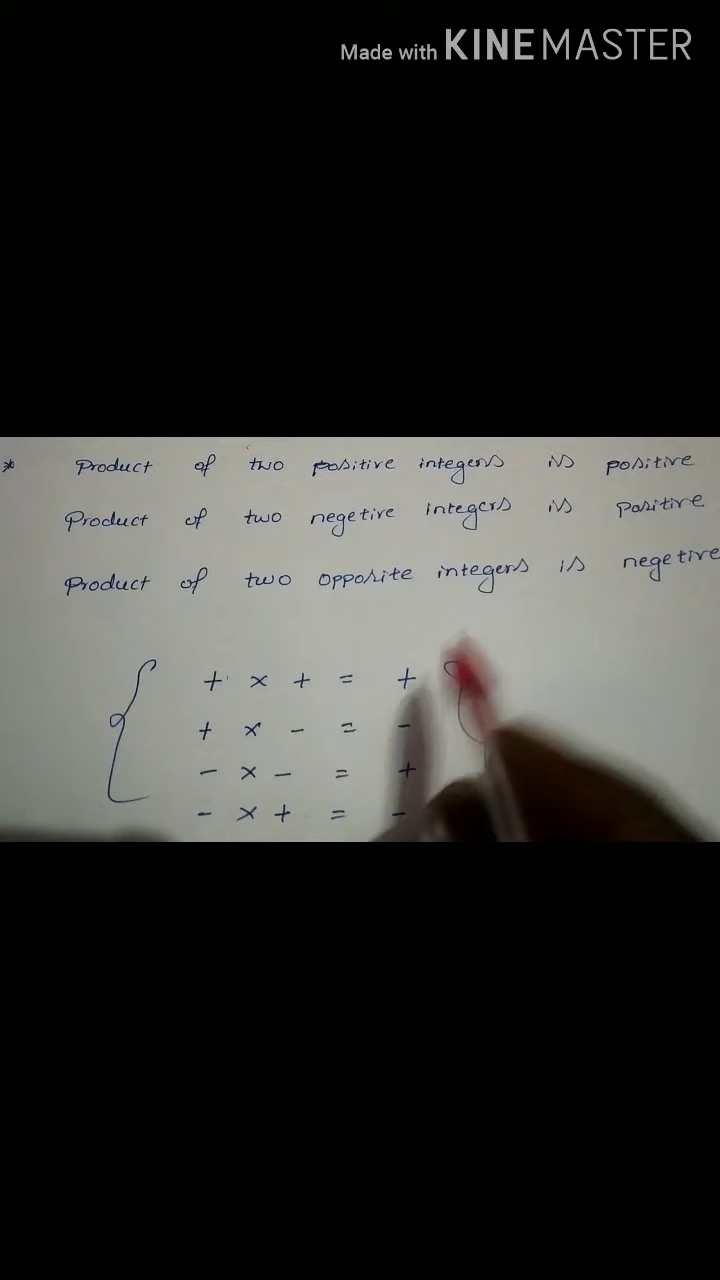 Made with KINEMASTER
* Product of two positive integers is positive
Product of two negetive integers is positive
Product of two opposite integers is negetive
+ x + = +
+ x - = -
- x - = +
- x + = -